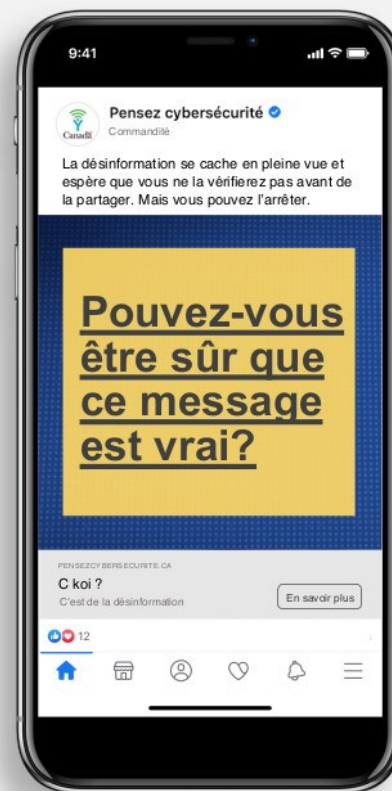 9:41
Pensez cybersécurité
Canada
Commandité
La désinformation se cache en pleine vue et
espère que vous ne la vérifierez pas avant de
la partager. Mais vous pouvez l'arrêter.
Pouvez-vous
être sûr que
ce message
est vrai?
PENSEZCYBERSECURITE.CA
C koi ?
C'est de la désinformation
En savoir plus
12